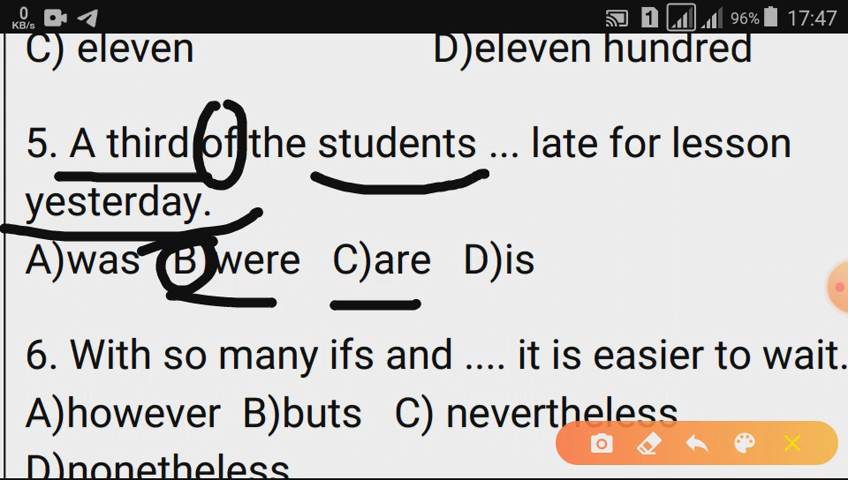 0 KB/s 1 96% 17:47
C) eleven D)eleven hundred
5. A third of the students ... late for lesson
yesterday.
A)was B)were C)are D)is
6. With so many ifs and .... it is easier to wait.
A)however B)buts C) nevertheless
D)nonetheless